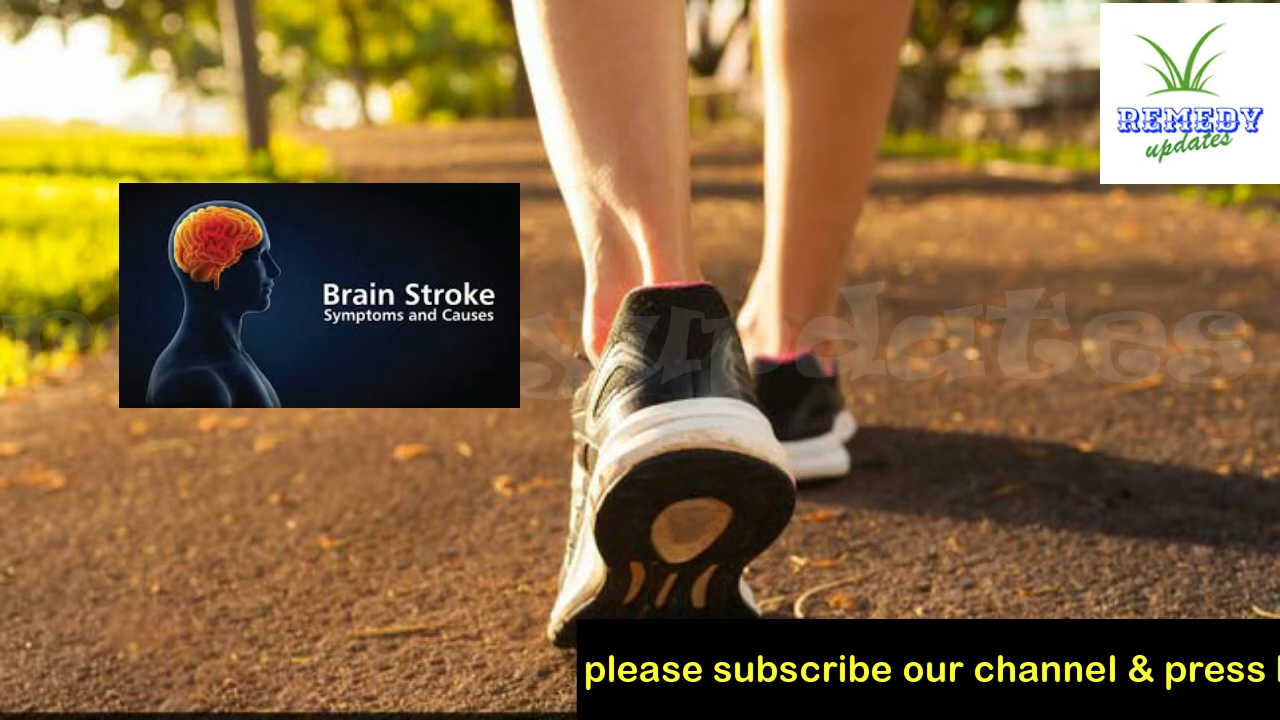 REMEDY
updates
Brain Stroke
Symptoms and Causes
updates
please subscribe our channel & press